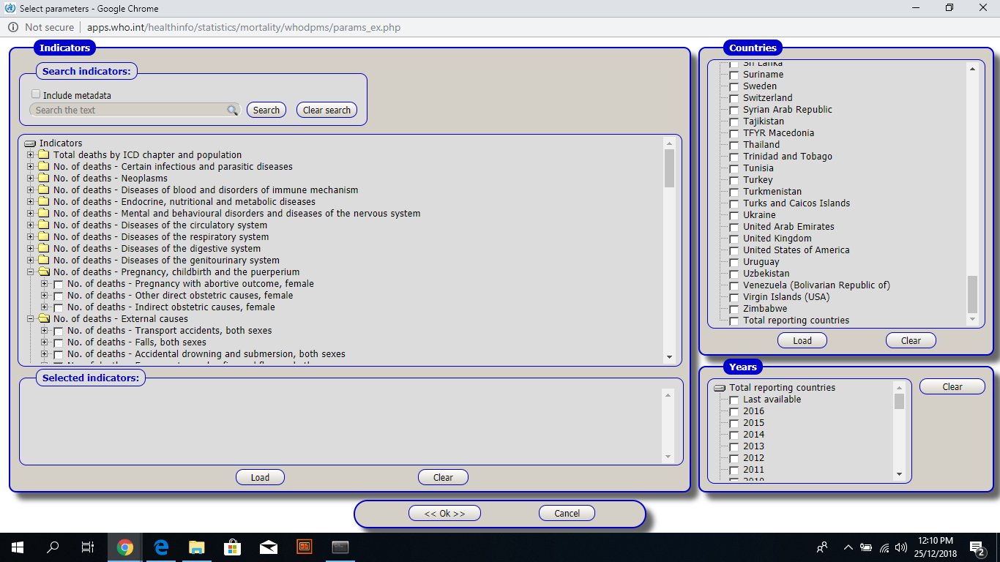 Select parameters - Google Chrome
Not secure | apps.who.int/healthinfo/statistics/mortality/whodpms/params_ex.php
Indicators
Search indicators:
Include metadata
Search the text
Search
Clear search
Indicators
Total deaths by ICD chapter and population
No. of deaths - Certain infectious and parasitic diseases
No. of deaths - Neoplasms
No. of deaths - Diseases of blood and disorders of immune mechanism
No. of deaths - Endocrine, nutritional and metabolic diseases
No. of deaths - Mental and behavioural disorders and diseases of the nervous system
No. of deaths - Diseases of the circulatory system
No. of deaths - Diseases of the respiratory system
No. of deaths - Diseases of the digestive system
No. of deaths - Diseases of the genitourinary system
No. of deaths - Pregnancy, childbirth and the puerperium
No. of deaths - Pregnancy with abortive outcome, female
No. of deaths - Other direct obstetric causes, female
No. of deaths - Indirect obstetric causes, female
No. of deaths - External causes
No. of deaths - Transport accidents, both sexes
No. of deaths - Falls, both sexes
No. of deaths - Accidental drowning and submersion, both sexes
Selected indicators:
Load
Clear
Countries
Sri Lanka
Suriname
Sweden
Switzerland
Syrian Arab Republic
Tajikistan
TFYR Macedonia
Thailand
Trinidad and Tobago
Tunisia
Turkey
Turkmenistan
Turks and Caicos Islands
Ukraine
United Arab Emirates
United Kingdom
United States of America
Uruguay
Uzbekistan
Venezuela (Bolivarian Republic of)
Virgin Islands (USA)
Zimbabwe
Total reporting countries
Load
Clear
Years
Total reporting countries
Last available
2016
2015
2014
2013
2012
2011
2010
Clear
<< Ok >>
Cancel
12:10 PM
25/12/2018
2